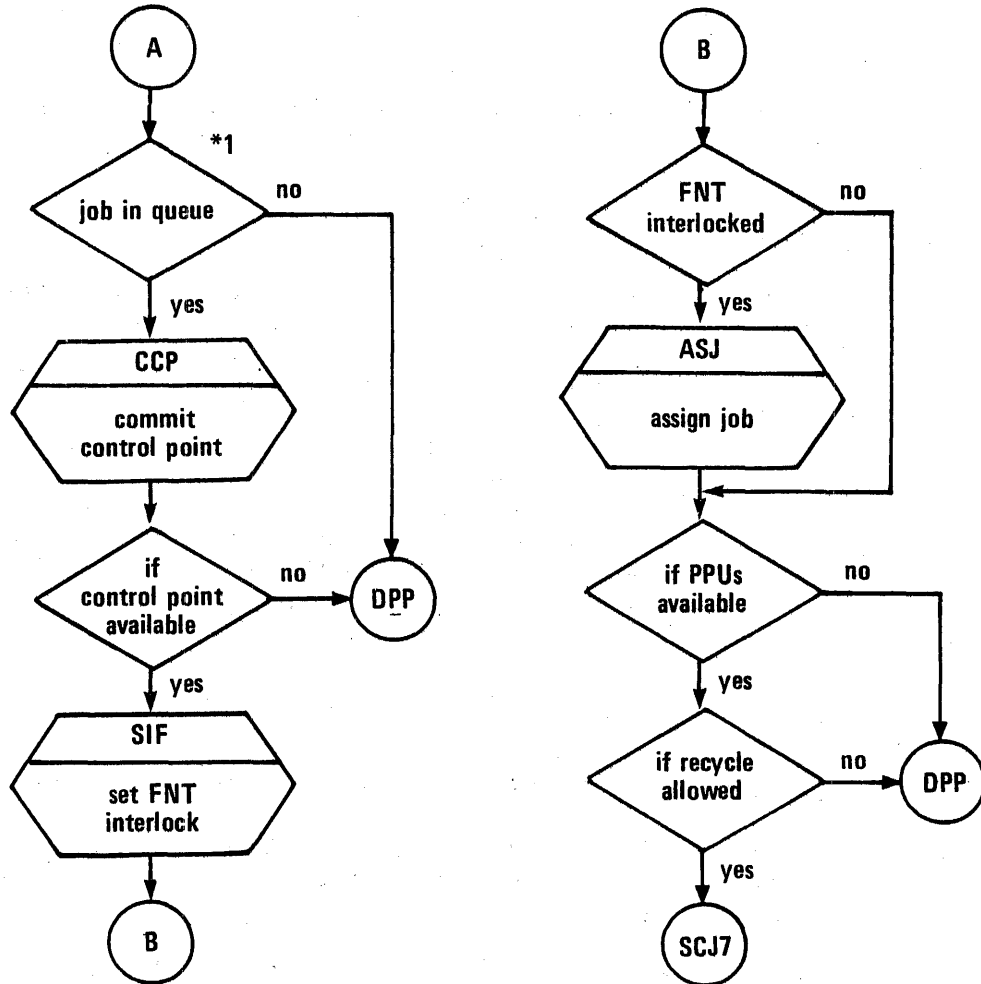 A
*1
job in queue
no
yes
CCP
commit
control point
if
control point
available
no
DPP
yes
SIF
set FNT
interlock
B
B
FNT
interlocked
no
yes
ASJ
assign job
if PPUs
available
no
yes
if recycle
allowed
no
DPP
yes
SCJ7